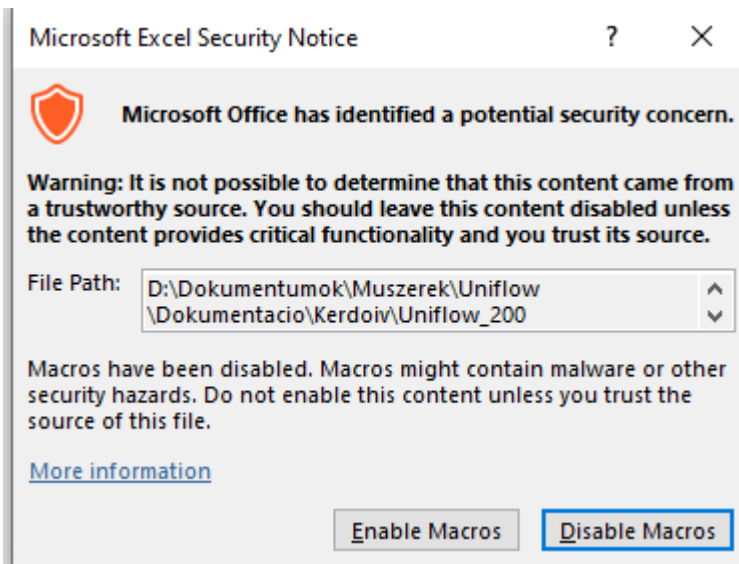 Microsoft Excel Security Notice ? ×
Microsoft Office has identified a potential security concern.
Warning: It is not possible to determine that this content came from
a trustworthy source. You should leave this content disabled unless
the content provides critical functionality and you trust its source.
File Path: D:\Dokumentumok\Muszerek\Uniflow
\Dokumentacio\Kerdoiv\Uniflow_200
Macros have been disabled. Macros might contain malware or other
security hazards. Do not enable this content unless you trust the
source of this file.
More information
Enable Macros Disable Macros